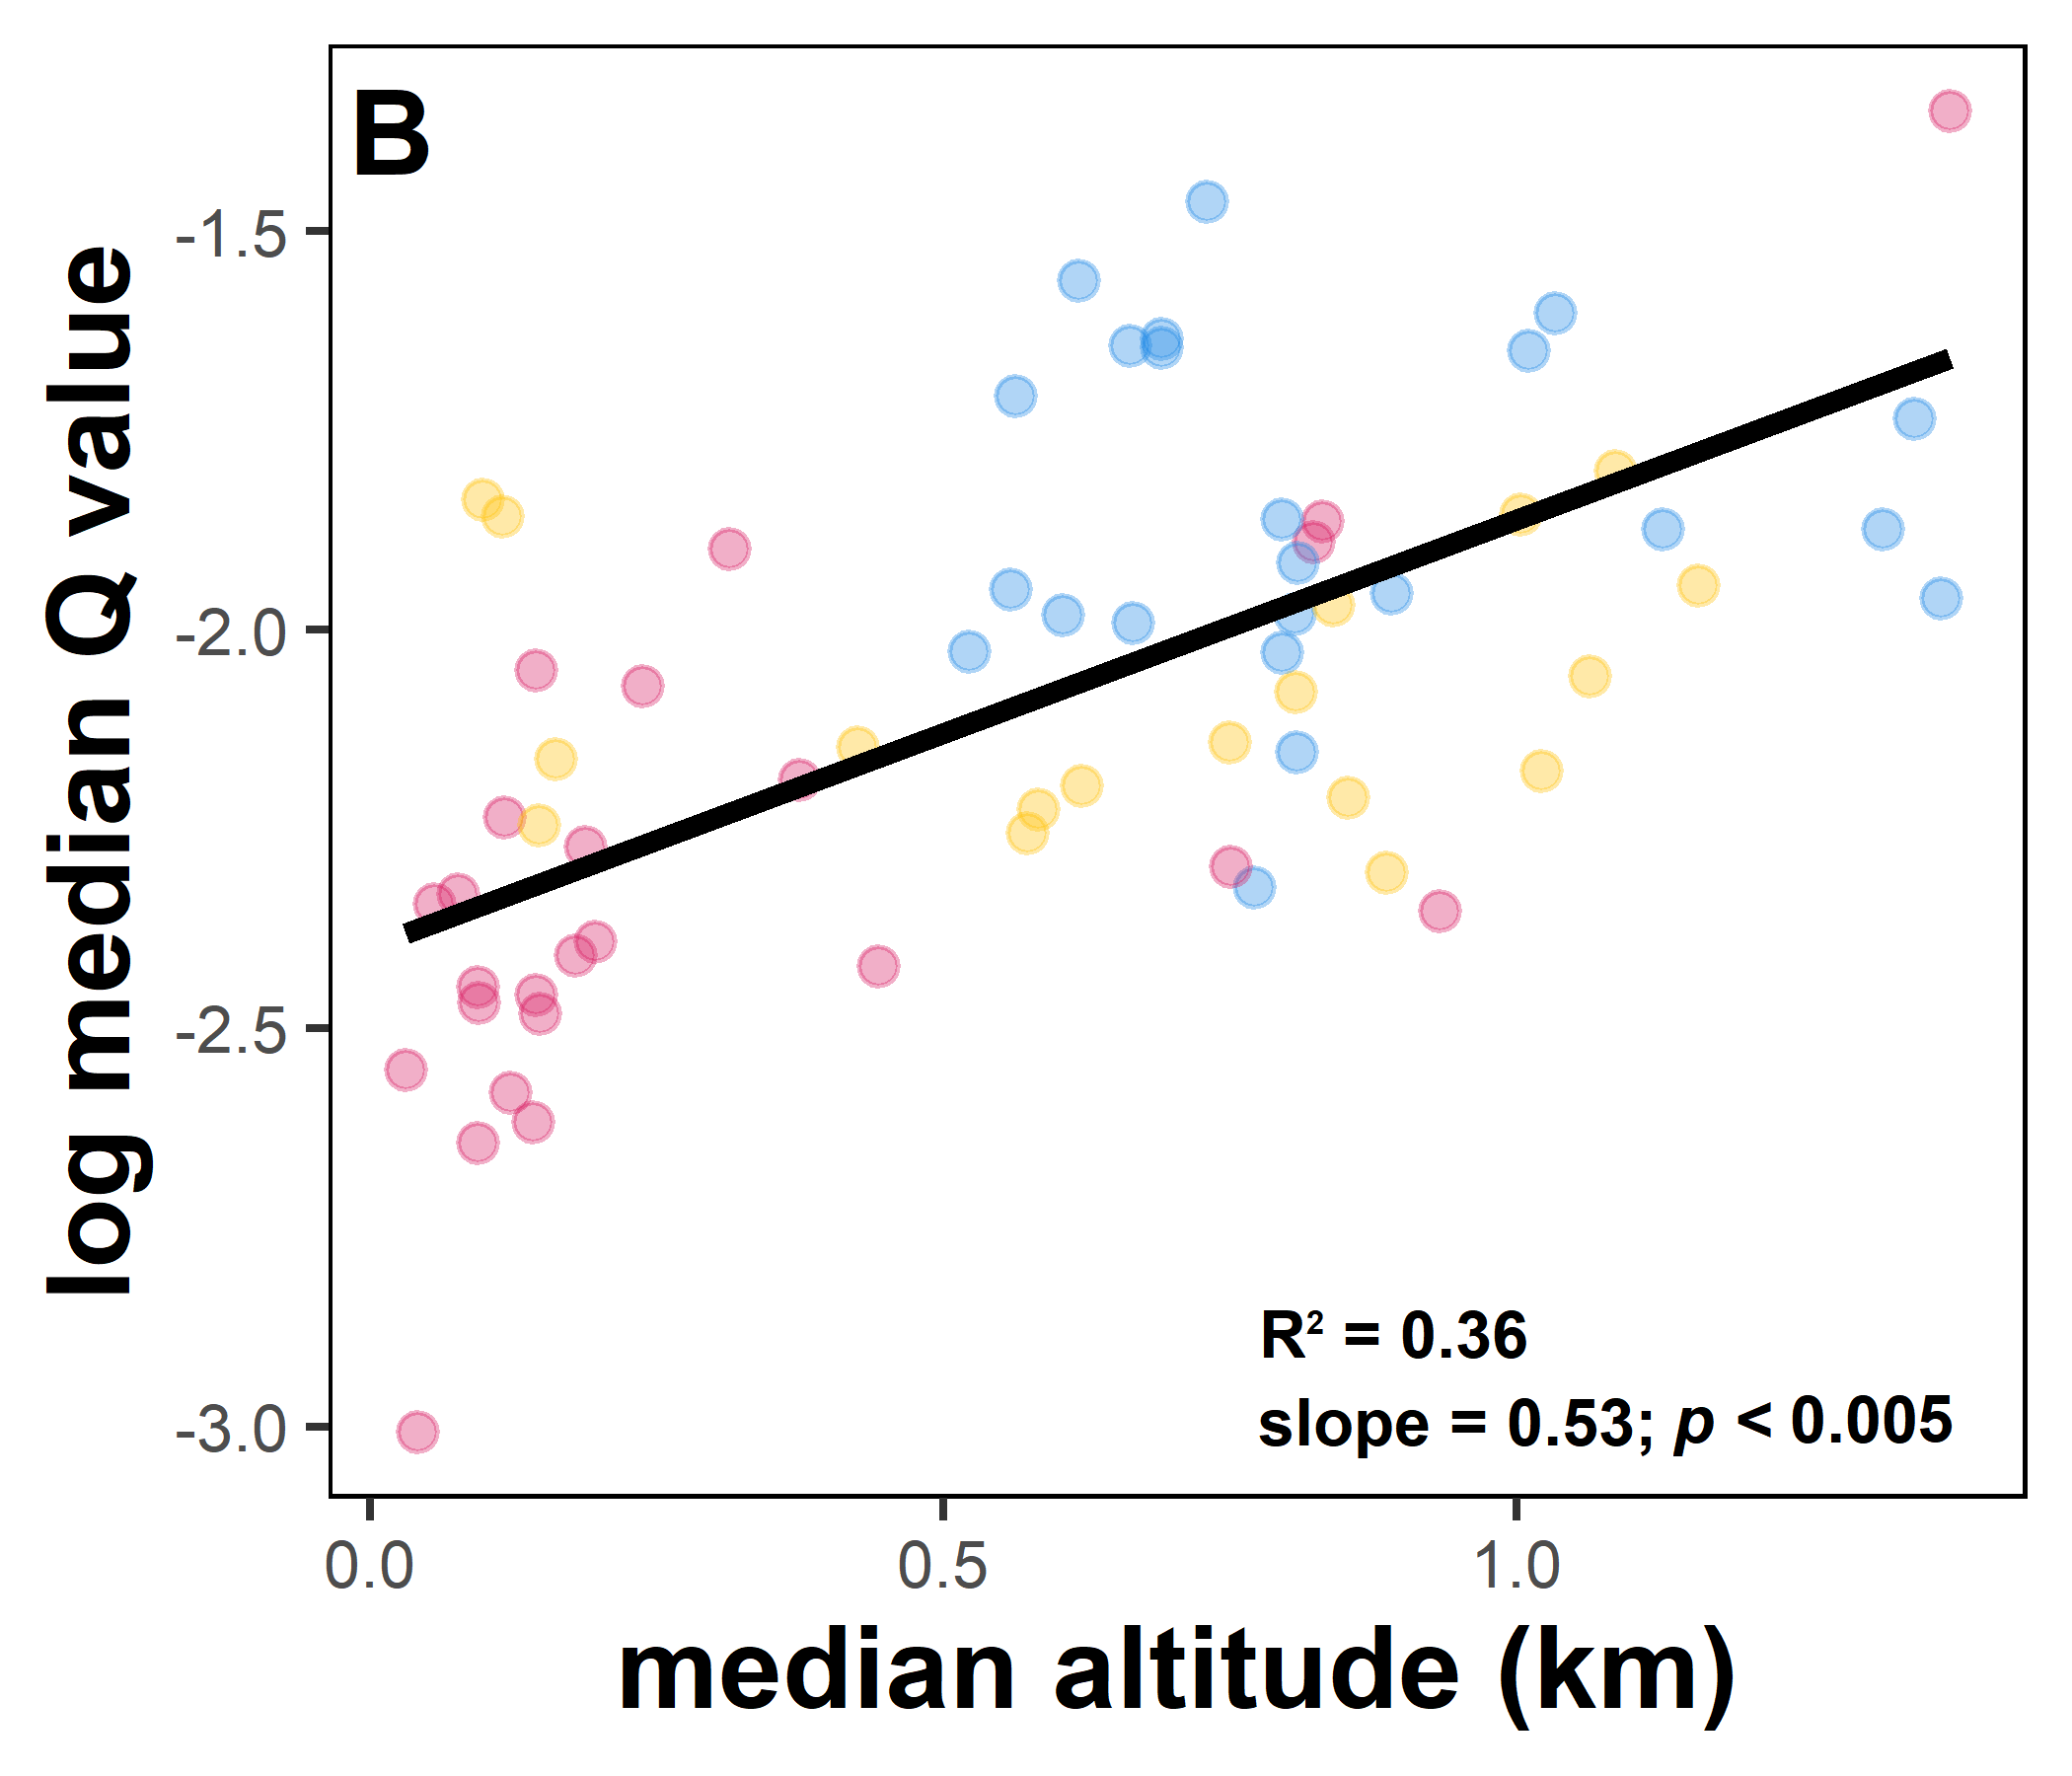 B
log median Q value
-1.5
-2.0
-2.5
-3.0
R² = 0.36
slope = 0.53; p < 0.005
0.0 0.5 1.0
median altitude (km)